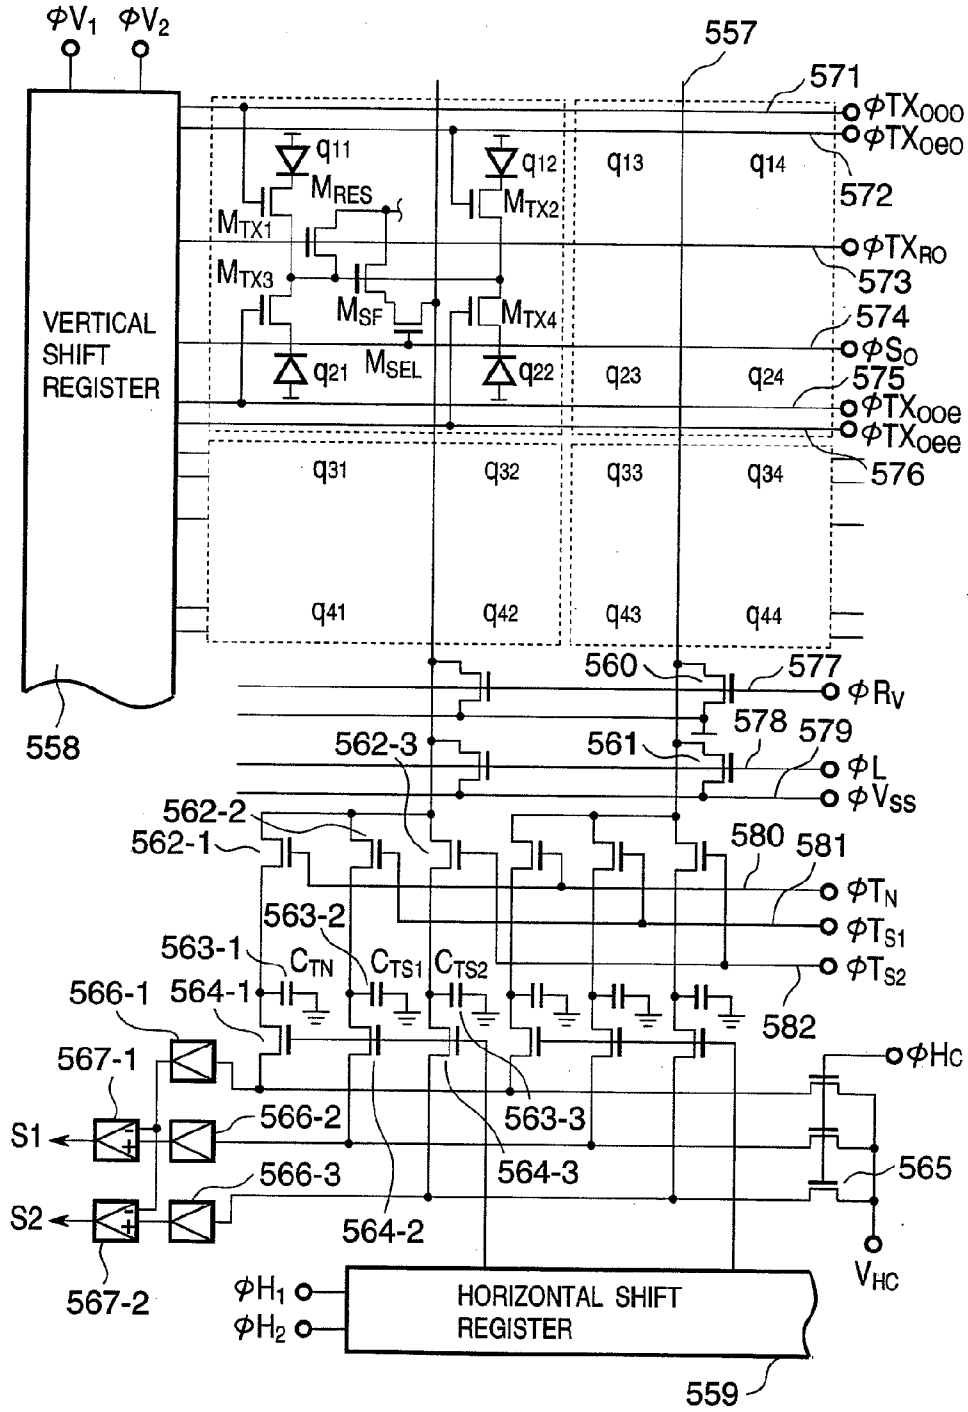 ϕV1 ϕV2
557
571
ϕTXOOO
ϕTXOeO
572
q11 q12 q13 q14
MRES
MTX1 MTX2
ϕTXRO
573
MTX3
MSF MTX4
574
VERTICAL
SHIFT
REGISTER
MSEL
ϕSO
q21 q22 q23 q24
575
ϕTXOOe
ϕTXOee
576
q31 q32 q33 q34
q41 q42 q43 q44
560 577
ϕRV
558
562-3 561 578 579
ϕL
ϕVSS
562-2
562-1
580 581
ϕTN
ϕTS1
ϕTS2
582
563-2
563-1 CTN CTS1 CTS2
564-1
566-1
567-1
ϕHC
563-3
S1 - +
566-2
564-3
565
566-3
S2 - +
564-2
567-2
VHC
ϕH1
ϕH2
HORIZONTAL SHIFT
REGISTER
559